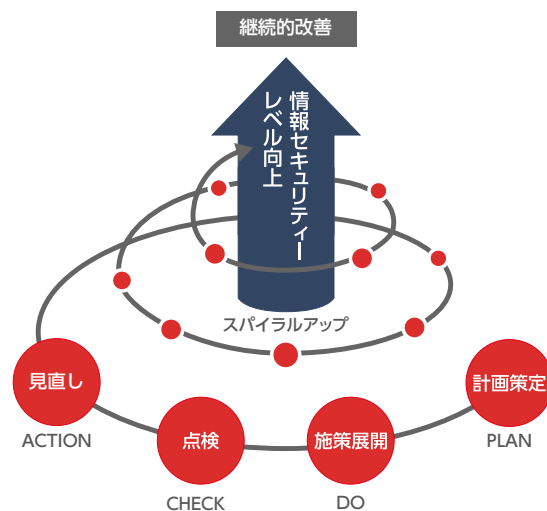 継続的改善
情報セキュリティー
レベル向上
スパイラルアップ
見直し
ACTION
点検
CHECK
施策展開
DO
計画策定
PLAN